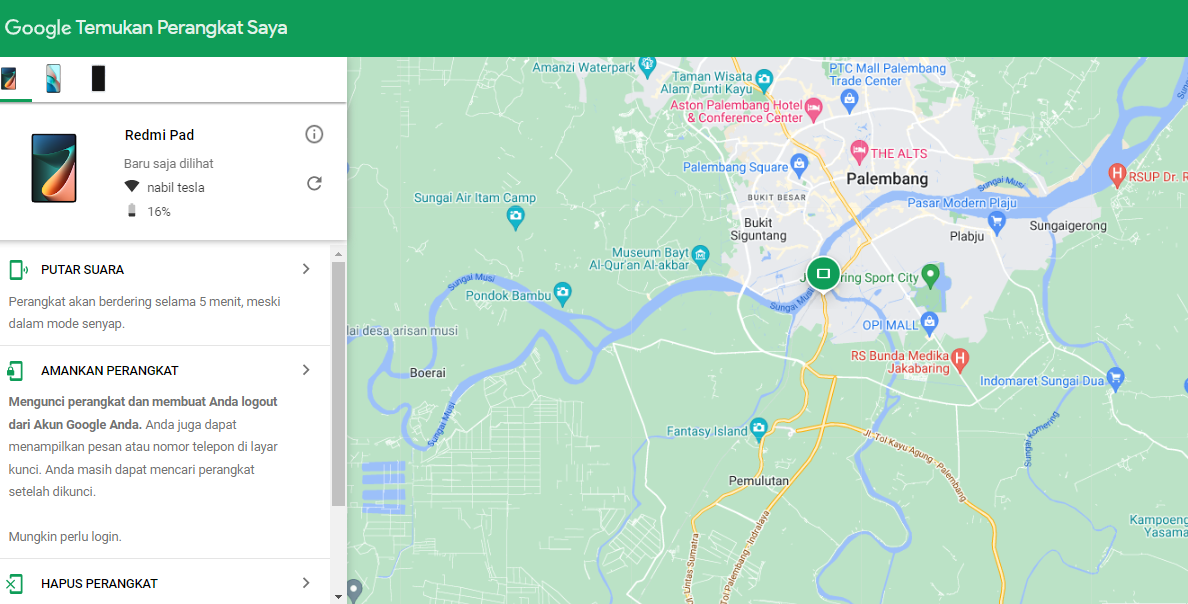 Google Temukan Perangkat Saya
Redmi Pad
Baru saja dilihat
nabil tesla
16%
PUTAR SUARA
Perangkat akan berdering selama 5 menit, meski
dalam mode senyap.
AMANKAN PERANGKAT
Mengunci perangkat dan membuat Anda logout
dari Akun Google Anda. Anda juga dapat
menampilkan pesan atau nomor telepon di layar
kunci. Anda masih dapat mencari perangkat
setelah dikunci.
Mungkin perlu login.
HAPUS PERANGKAT
Amanzi Waterpark
Taman Wisata
Alam Punti Kayu
PTC Mall Palembang
Trade Center
Aston Palembang Hotel
& Conference Center
THE ALTS
Palembang Square
Palembang
Sungai Musi
RSUP Dr. R
Sungai Air Itam Camp
BUKIT BESAR
Pasar Modern Plaju
Bukit
Siguntang
Plabju
Sungaigerong
Museum Bayt
Al-Qur'an Al-akbar
J ring Sport City
Sungai Musi
Sungai Musi
Pondok Bambu
OPI MALL
lai desa arisan musi
RS Bunda Medika
Jakabaring
Boerai
Indomaret Sungai Dua
Sungai Musi
Fantasy Island
Sungai Komering
Jl. Tol Kayu Agung - Palembang
Pemulutan
Jl. Lintas Sumatra
Tol Palembang - Indralaya
Kampoeng
Yasama